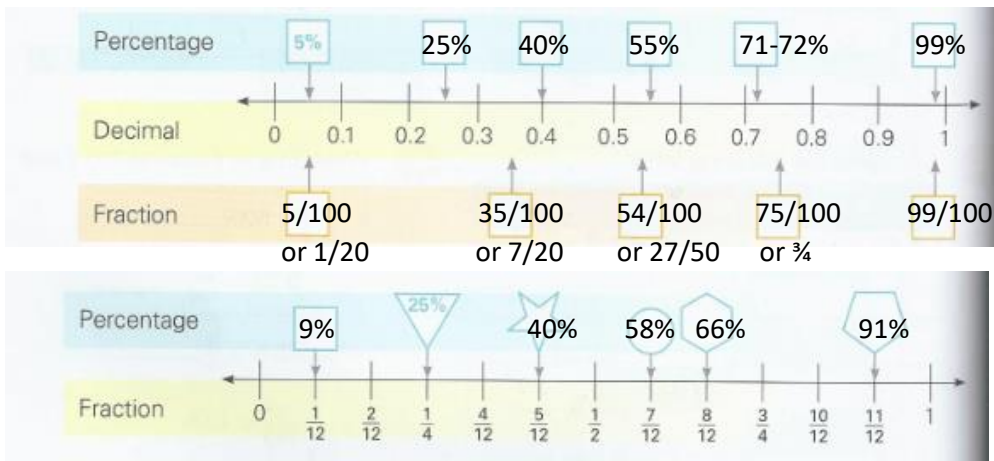 Percentage 5% 25% 40% 55% 71-72% 99%
Decimal 0 0.1 0.2 0.3 0.4 0.5 0.6 0.7 0.8 0.9 1
Fraction 5/100 35/100 54/100 75/100 99/100
or 1/20 or 7/20 or 27/50 or ¾
Percentage 9% 25% 40% 58% 66% 91%
Fraction 0 1/12 2/12 1/4 4/12 5/12 1/2 7/12 8/12 3/4 10/12 11/12 1